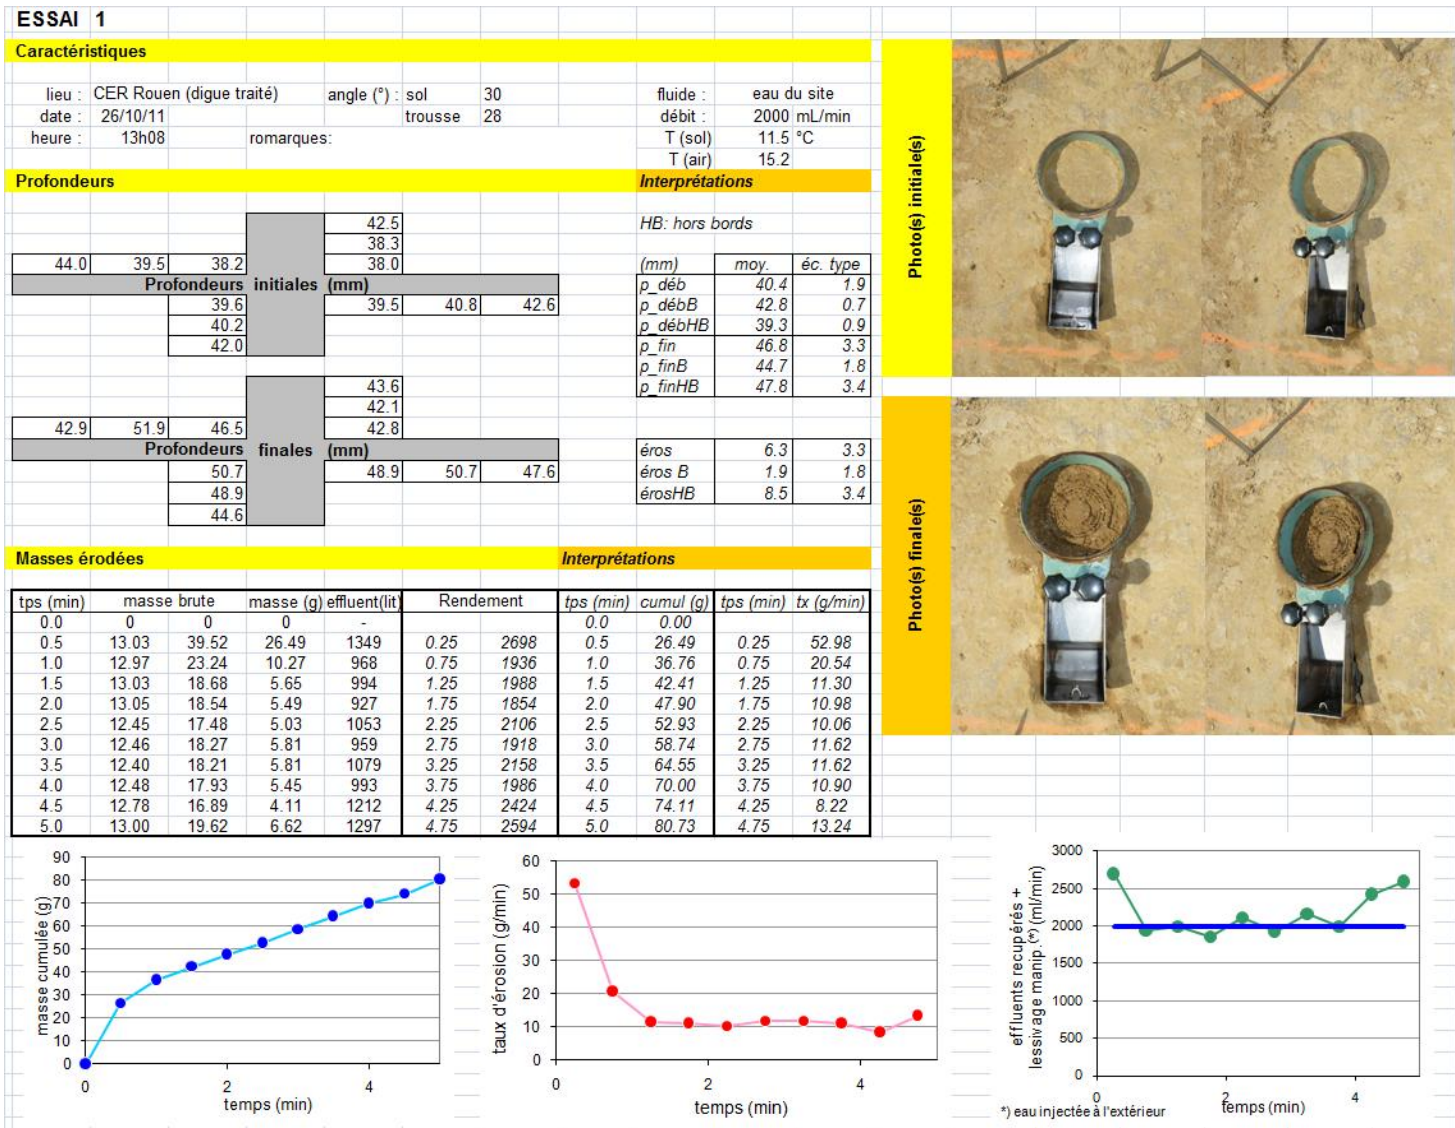 ESSAI 1
Caractéristiques
lieu : CER Rouen (digue traité) angle (°) : sol 30 fluide : eau du site
date : 26/10/11 trousse 28 débit : 2000 mL/min
heure : 13h08 romarques: T (sol) 11.5 °C
T (air) 15.2
Profondeurs Interprétations
42.5 HB: hors bords
38.3
44.0 39.5 38.2 38.0 (mm) moy. éc. type
Profondeurs initiales (mm) p_déb 40.4 1.9
39.6 39.5 40.8 42.6 p_débB 42.8 0.7
40.2 p_débHB 39.3 0.9
42.0 p_fin 46.8 3.3
p_finB 44.7 1.8
43.6 p_finHB 47.8 3.4
42.1
42.9 51.9 46.5 42.8
Profondeurs finales (mm) éros 6.3 3.3
50.7 48.9 50.7 47.6 éros B 1.9 1.8
48.9 érosHB 8.5 3.4
44.6
Photo(s) initiale(s)
Photo(s) finale(s)
Masses érodées Interprétations
tps (min) masse brute masse (g) effluent(lit) Rendement tps (min) cumul (g) tps (min) tx (g/min)
0.0 0 0 0 - 0.0 0.00
0.5 13.03 39.52 26.49 1349 0.25 2698 0.5 26.49 0.25 52.98
1.0 12.97 23.24 10.27 968 0.75 1936 1.0 36.76 0.75 20.54
1.5 13.03 18.68 5.65 994 1.25 1988 1.5 42.41 1.25 11.30
2.0 13.05 18.54 5.49 927 1.75 1854 2.0 47.90 1.75 10.98
2.5 12.45 17.48 5.03 1053 2.25 2106 2.5 52.93 2.25 10.06
3.0 12.46 18.27 5.81 959 2.75 1918 3.0 58.74 2.75 11.62
3.5 12.40 18.21 5.81 1079 3.25 2158 3.5 64.55 3.25 11.62
4.0 12.48 17.93 5.45 993 3.75 1986 4.0 70.00 3.75 10.90
4.5 12.78 16.89 4.11 1212 4.25 2424 4.5 74.11 4.25 8.22
5.0 13.00 19.62 6.62 1297 4.75 2594 5.0 80.73 4.75 13.24
masse cumulée (g)
90
80
70
60
50
40
30
20
10
0
0 2 4
temps (min)
taux d'érosion (g/min)
60
50
40
30
20
10
0
0 2 4
temps (min)
effluents recupérés +
lessivage manip.(*) (ml/min)
3000
2500
2000
1500
1000
500
0
0 4
temps (min)
*) eau injectée à l'extérieur